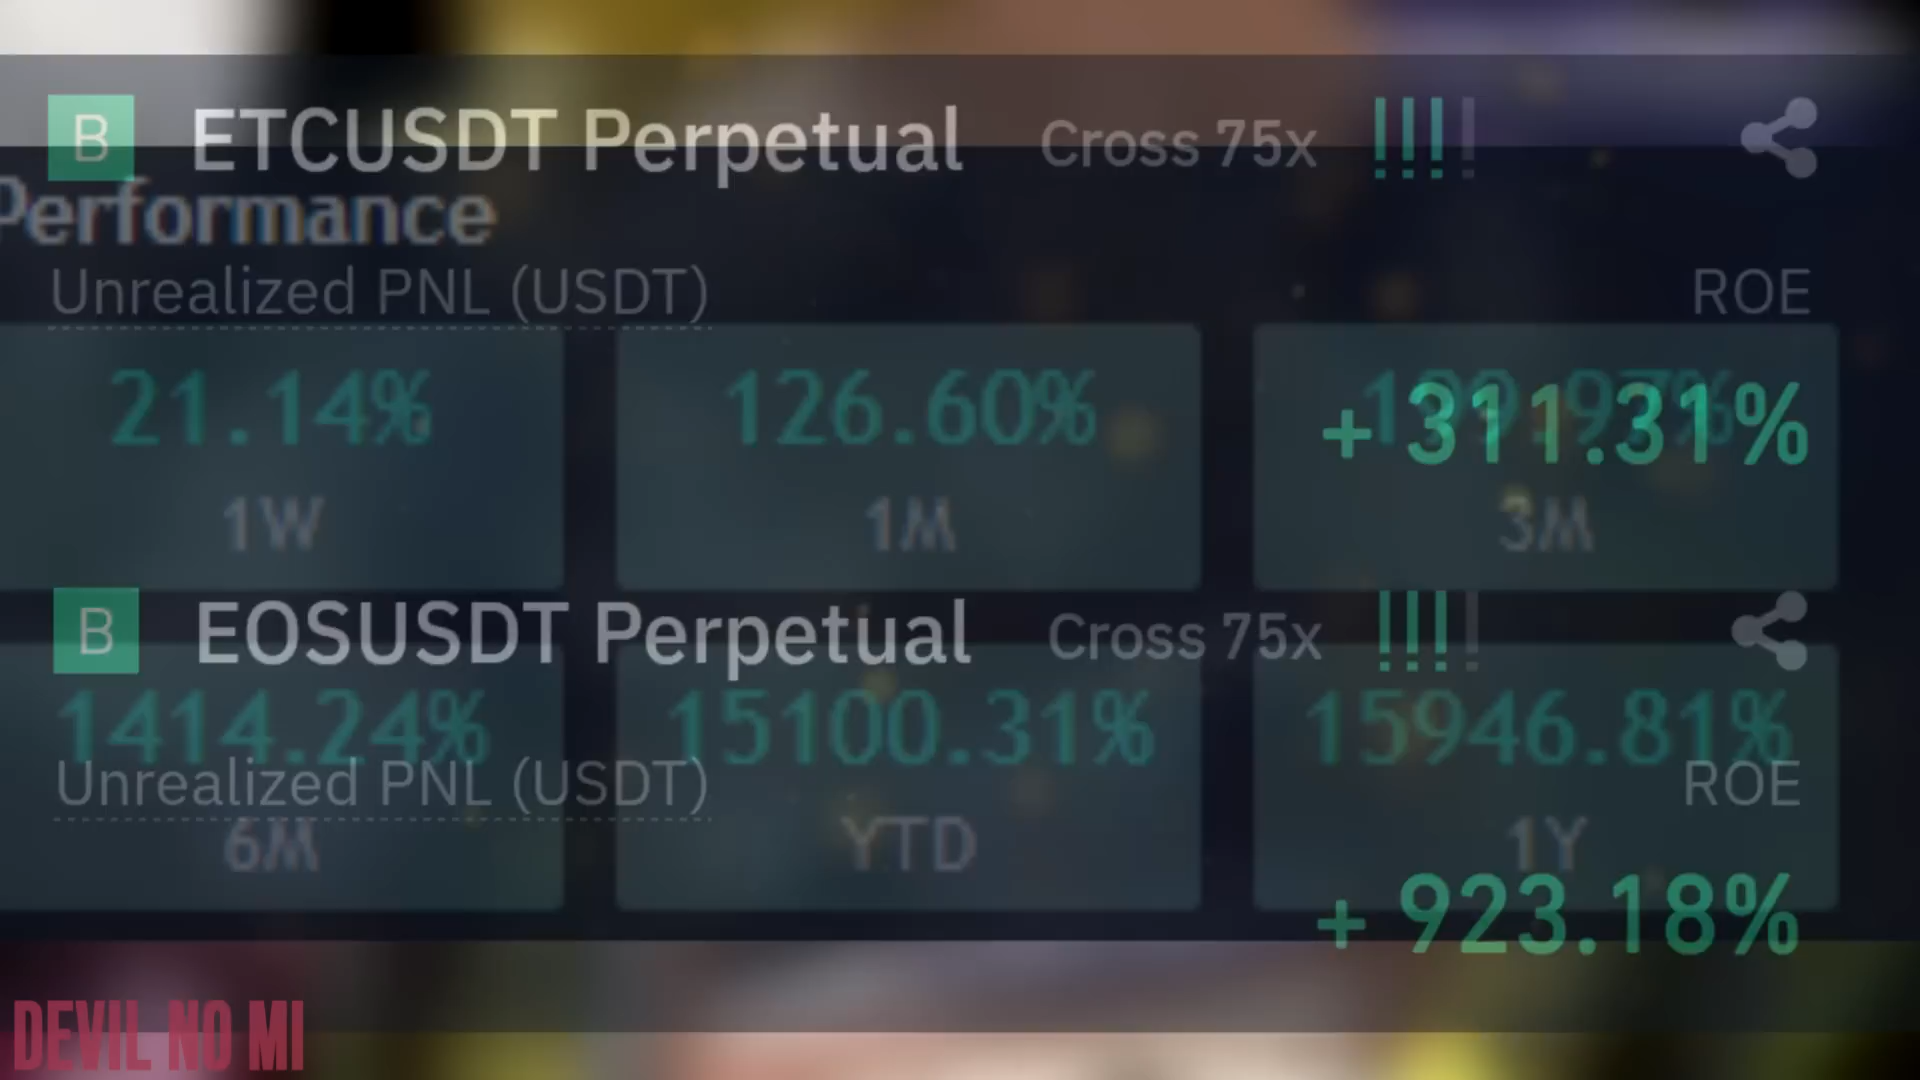 B ETCUSDT Perpetual Cross 75x !!!!
Performance
Unrealized PNL (USDT) ROE
21.14% 126.60% 199.97%
+311.31%
1W 1M 3M
B EOSUSDT Perpetual Cross 75x !!!!
1414.24% 15100.31% 15946.81%
Unrealized PNL (USDT) ROE
6M YTD 1Y
+923.18%
DEVIL NO MI